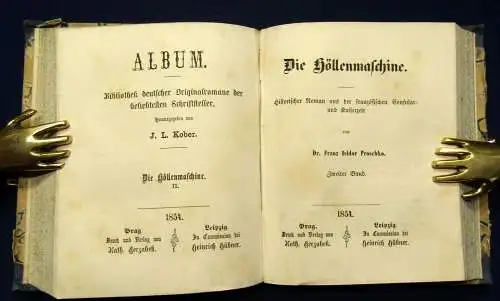 ALBUM.
Bibliothek deutscher Originalromane der
beliebtesten Schriftsteller.
Herausgegeben von
J. L. Kober.
Die Höllenmaschine.
II.
1854.
Prag.
Druck und Verlag von
Kath. Gerzabek.
Leipzig.
In Commission bei
Heinrich Hübner.
Die Höllenmaschine.
Historischer Roman aus der französischen Consular-
und Kaiserzeit
von
Dr. Franz Isidor Proschko.
Zweiter Band.
1854.
Prag.
Druck und Verlag von
Kath. Gerzabek.
Leipzig.
In Commission bei
Heinrich Hübner.